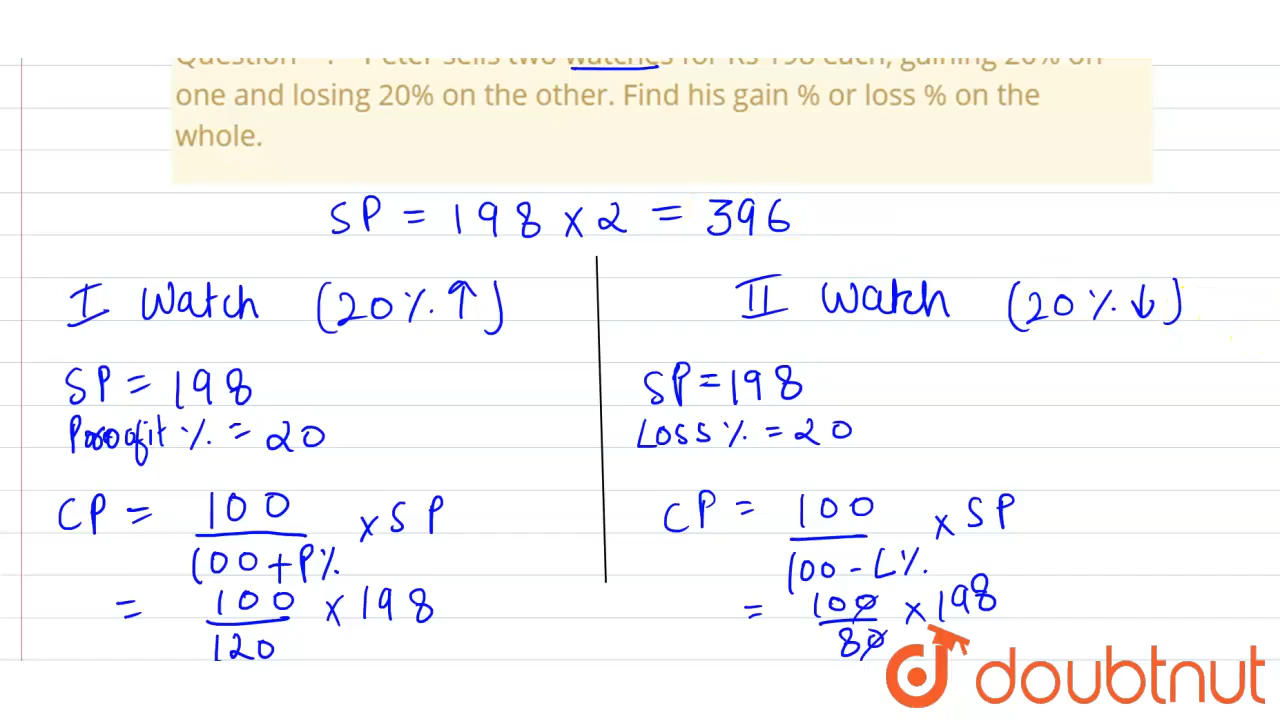 Question : Peter sells two watches for Rs 198 each, gaining 20% on
one and losing 20% on the other. Find his gain % or loss % on the
whole.
SP = 198 × 2 = 396
I Watch (20%↑)
SP = 198
Profit % = 20
CP = 100/(100 + P%) × SP
= 100/120 × 198
II Watch (20%↓)
SP = 198
Loss % = 20
CP = 100/(100 - L%) × SP
= 100/80 × 198
doubtnut